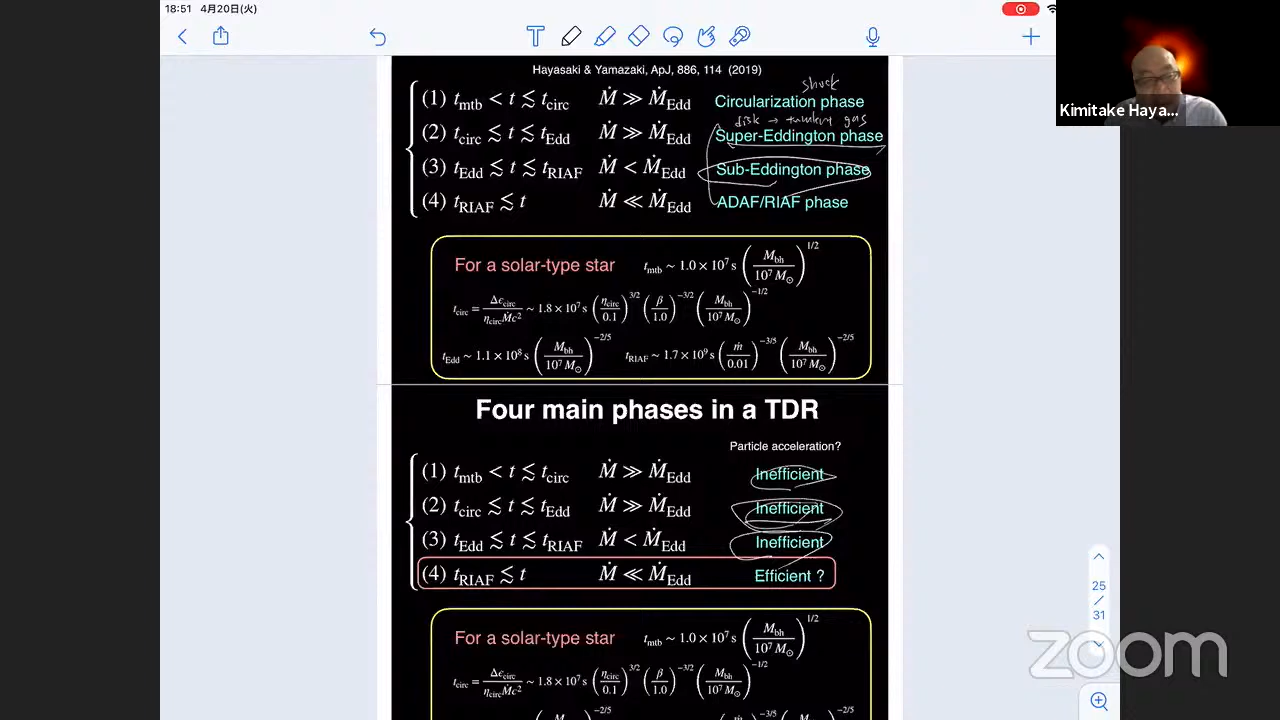 18:51 4月20日(火)
Hayasaki & Yamazaki, ApJ, 886, 114 (2019)
shock
(1) t_mtb < t ≲ t_circ Ṁ ≫ Ṁ_Edd Circularization phase
disk → turbulent gas
(2) t_circ ≲ t ≲ t_Edd Ṁ ≫ Ṁ_Edd Super-Eddington phase
(3) t_Edd ≲ t ≲ t_RIAF Ṁ < Ṁ_Edd Sub-Eddington phase
(4) t_RIAF ≲ t Ṁ ≪ Ṁ_Edd ADAF/RIAF phase
For a solar-type star t_mtb ~ 1.0 × 10^7 s (M_bh / 10^7 M_⊙)^{1/2}
t_circ = Δϵ_circ / η_circ Ṁc^2 ~ 1.8 × 10^7 s (η_circ / 0.1)^{3/2} (β / 1.0)^{-3/2} (M_bh / 10^7 M_⊙)^{-1/2}
t_Edd ~ 1.1 × 10^8 s (M_bh / 10^7 M_⊙)^{-2/5} t_RIAF ~ 1.7 × 10^9 s (ṁ / 0.01)^{-3/5} (M_bh / 10^7 M_⊙)^{-2/5}
Four main phases in a TDR
Particle acceleration?
(1) t_mtb < t ≲ t_circ Ṁ ≫ Ṁ_Edd Inefficient
(2) t_circ ≲ t ≲ t_Edd Ṁ ≫ Ṁ_Edd Inefficient
(3) t_Edd ≲ t ≲ t_RIAF Ṁ < Ṁ_Edd Inefficient
(4) t_RIAF ≲ t Ṁ ≪ Ṁ_Edd Efficient ?
For a solar-type star t_mtb ~ 1.0 × 10^7 s (M_bh / 10^7 M_⊙)^{1/2}
t_circ = Δϵ_circ / η_circ Ṁc^2 ~ 1.8 × 10^7 s (η_circ / 0.1)^{3/2} (β / 1.0)^{-3/2} (M_bh / 10^7 M_⊙)^{-1/2}
Kimitake Haya...
25
/
31
zoom